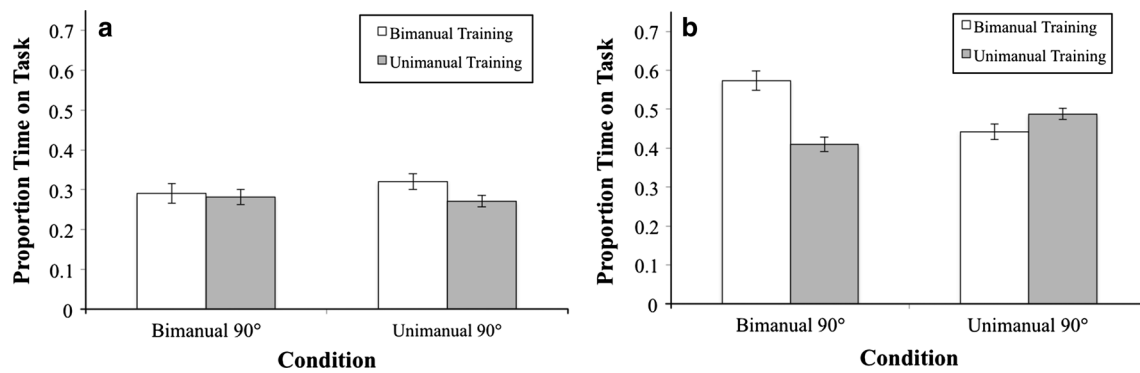 a
Bimanual Training
Unimanual Training
Proportion Time on Task
0.7
0.6
0.5
0.4
0.3
0.2
0.1
0
Bimanual 90°
Unimanual 90°
Condition
b
Bimanual Training
Unimanual Training
Proportion Time on Task
0.7
0.6
0.5
0.4
0.3
0.2
0.1
0
Bimanual 90°
Unimanual 90°
Condition